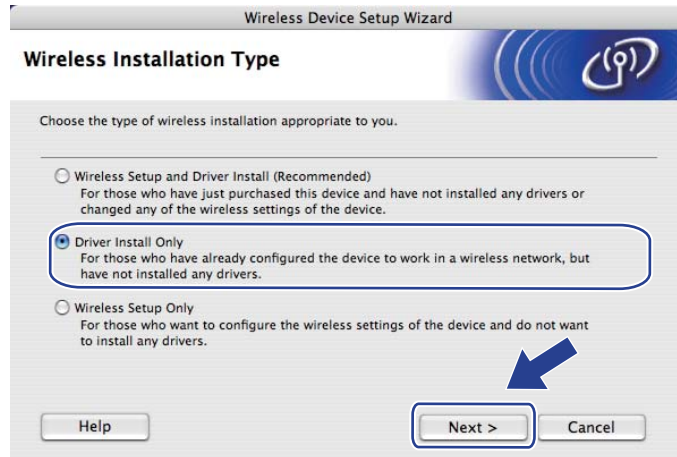 Wireless Device Setup Wizard
Wireless Installation Type
Choose the type of wireless installation appropriate to you.
Wireless Setup and Driver Install (Recommended)
For those who have just purchased this device and have not installed any drivers or
changed any of the wireless settings of the device.
Driver Install Only
For those who have already configured the device to work in a wireless network, but
have not installed any drivers.
Wireless Setup Only
For those who want to configure the wireless settings of the device and do not want
to install any drivers.
Help Next > Cancel